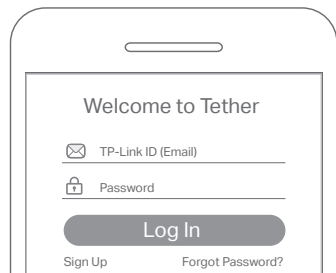 Welcome to Tether
TP-Link ID (Email)
Password
Log In
Sign Up Forgot Password?